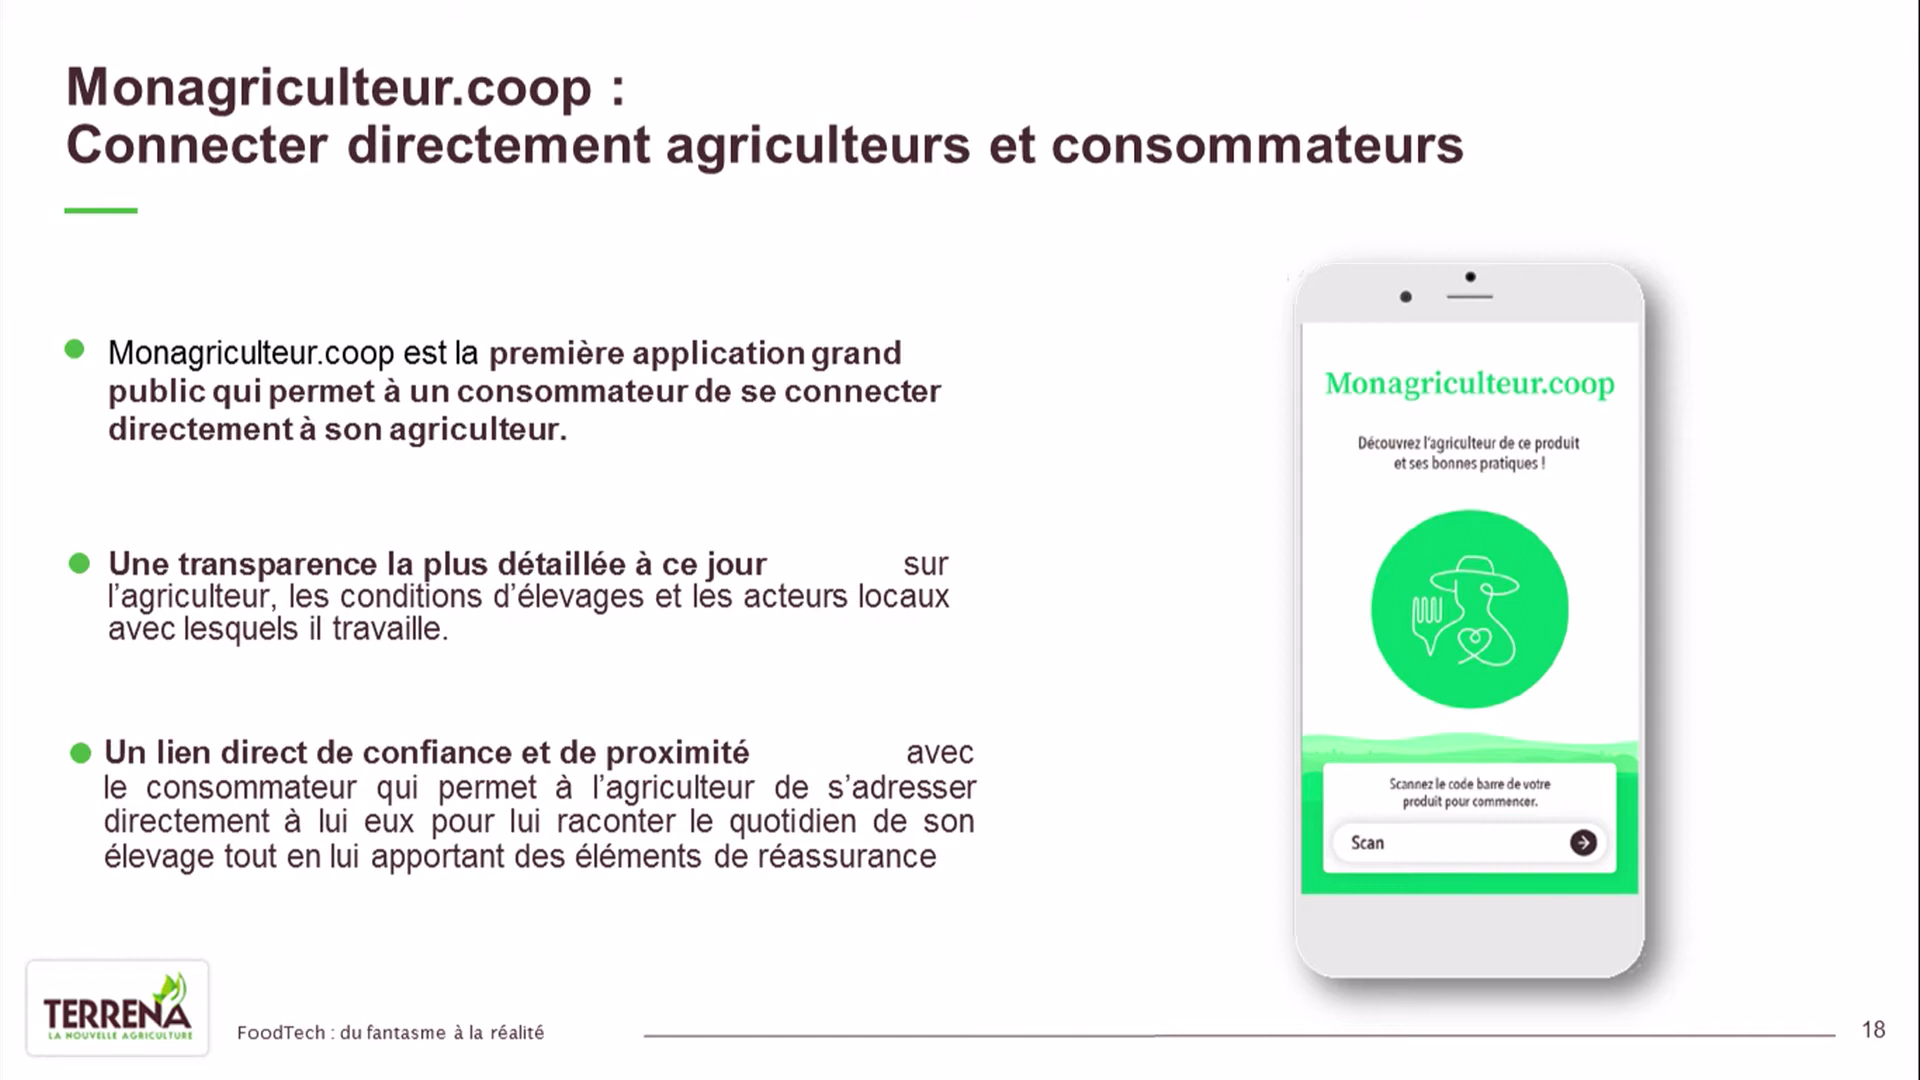 Monagriculteur.coop :
Connecter directement agriculteurs et consommateurs
Monagriculteur.coop est la première application grand
public qui permet à un consommateur de se connecter
directement à son agriculteur.
Une transparence la plus détaillée à ce jour sur
l’agriculteur, les conditions d’élevages et les acteurs locaux
avec lesquels il travaille.
Un lien direct de confiance et de proximité avec
le consommateur qui permet à l’agriculteur de s’adresser
directement à lui eux pour lui raconter le quotidien de son
élevage tout en lui apportant des éléments de réassurance
Monagriculteur.coop
Découvrez l’agriculteur de ce produit
et ses bonnes pratiques !
Scannez le code barre de votre
produit pour commencer.
Scan
TERRENA
LA NOUVELLE AGRICULTURE
FoodTech : du fantasme à la réalité
18